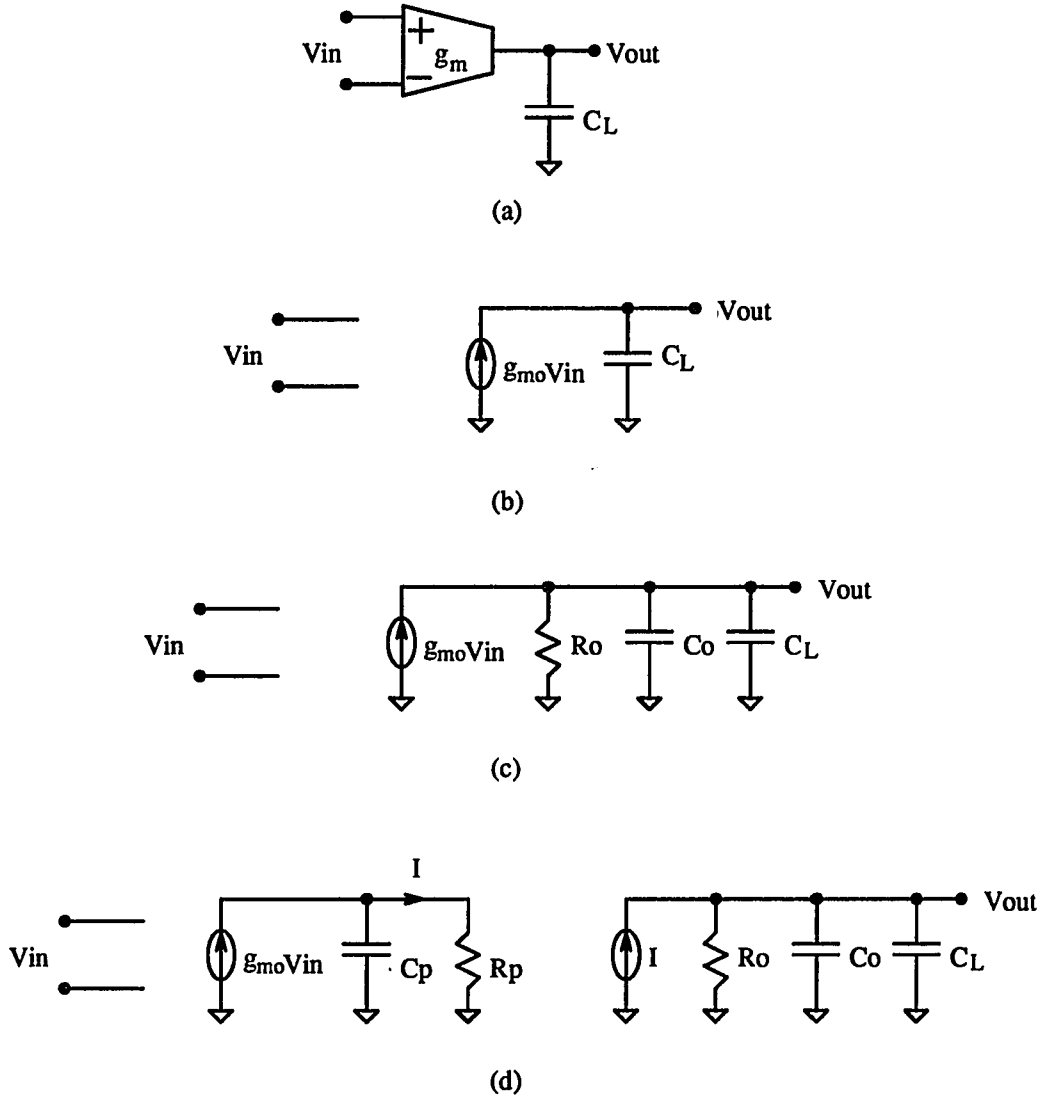 Vin
+
−
gm
Vout
CL
(a)
Vin
gmoVin
CL
Vout
(b)
Vin
gmoVin
Ro
Co
CL
Vout
(c)
Vin
gmoVin
Cp
I
Rp
I
Ro
Co
CL
Vout
(d)